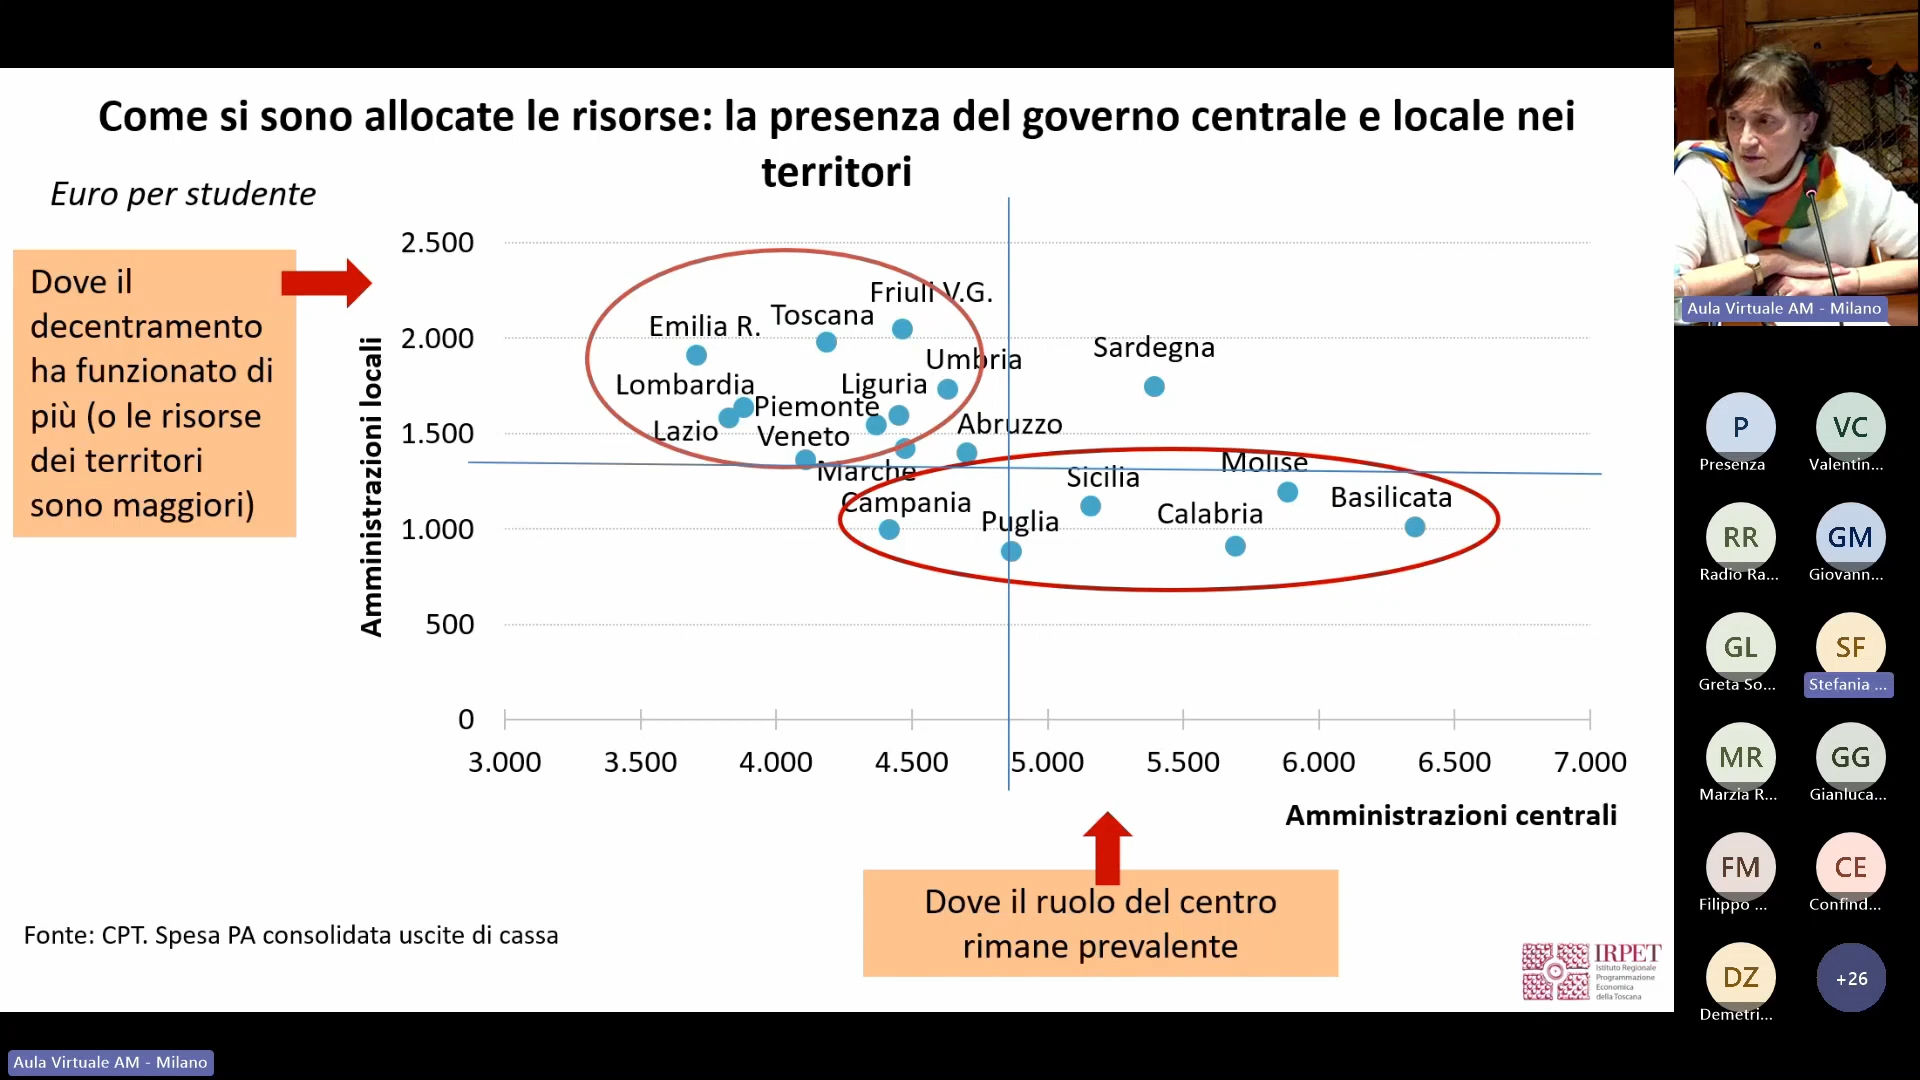 Come si sono allocate le risorse: la presenza del governo centrale e locale nei
territori
Euro per studente
Dove il
decentramento
ha funzionato di
più (o le risorse
dei territori
sono maggiori)
Amministrazioni locali
2.500
2.000
1.500
1.000
500
0
Friuli V.G.
Toscana
Emilia R.
Sardegna
Umbria
Lombardia
Liguria
Piemonte
Abruzzo
Lazio
Veneto
Marche
Molise
Sicilia
Campania
Basilicata
Puglia
Calabria
3.000
3.500
4.000
4.500
5.000
5.500
6.000
6.500
7.000
Amministrazioni centrali
Dove il ruolo del centro
rimane prevalente
Fonte: CPT. Spesa PA consolidata uscite di cassa
IRPET
Istituto Regionale
Programmazione
Economica
della Toscana
Aula Virtuale AM - Milano
Aula Virtuale AM - Milano
P
Presenza
VC
Valentin...
RR
Radio Ra...
GM
Giovann...
GL
Greta So...
SF
Stefania ...
MR
Marzia R...
GG
Gianluca...
FM
Filippo ...
CE
Confind...
DZ
Demetri...
+26